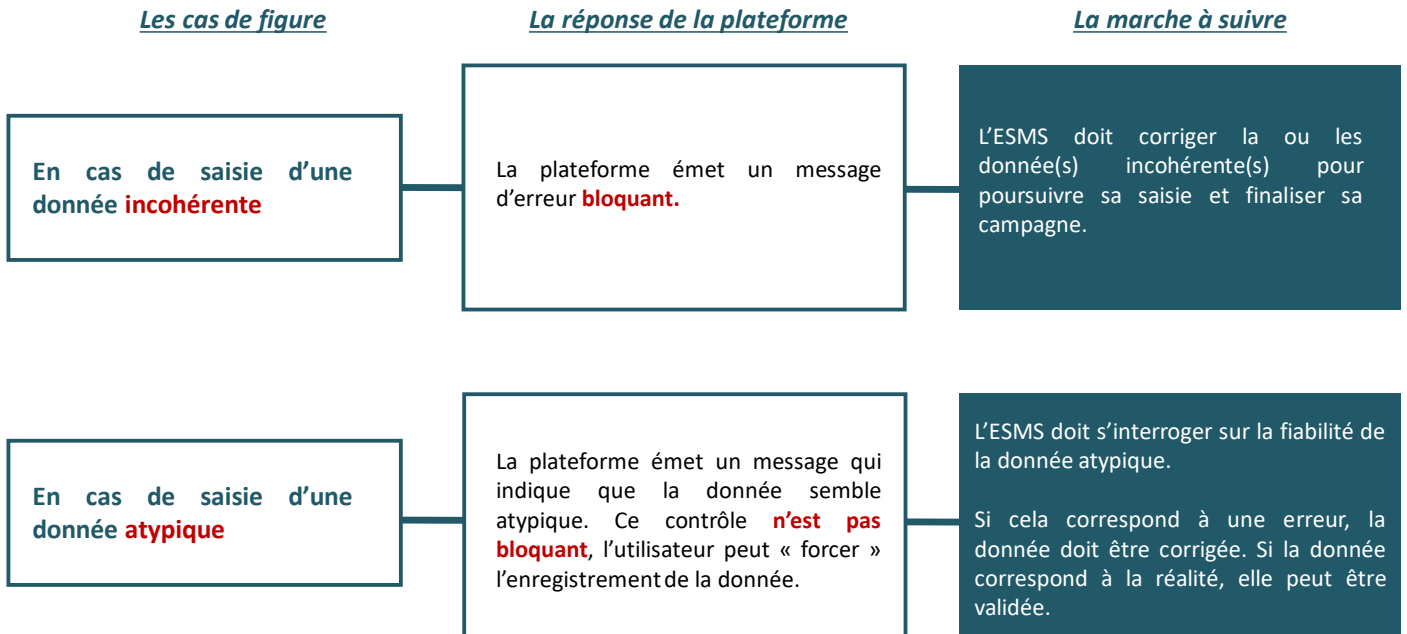 Les cas de figure
La réponse de la plateforme
La marche à suivre
En cas de saisie d’une
donnée incohérente
La plateforme émet un message
d’erreur bloquant.
L’ESMS doit corriger la ou les
donnée(s) incohérente(s) pour
poursuivre sa saisie et finaliser sa
campagne.
En cas de saisie d’une
donnée atypique
La plateforme émet un message qui
indique que la donnée semble
atypique. Ce contrôle n’est pas
bloquant, l’utilisateur peut « forcer »
l’enregistrement de la donnée.
L’ESMS doit s’interroger sur la fiabilité de
la donnée atypique.
Si cela correspond à une erreur, la
donnée doit être corrigée. Si la donnée
correspond à la réalité, elle peut être
validée.